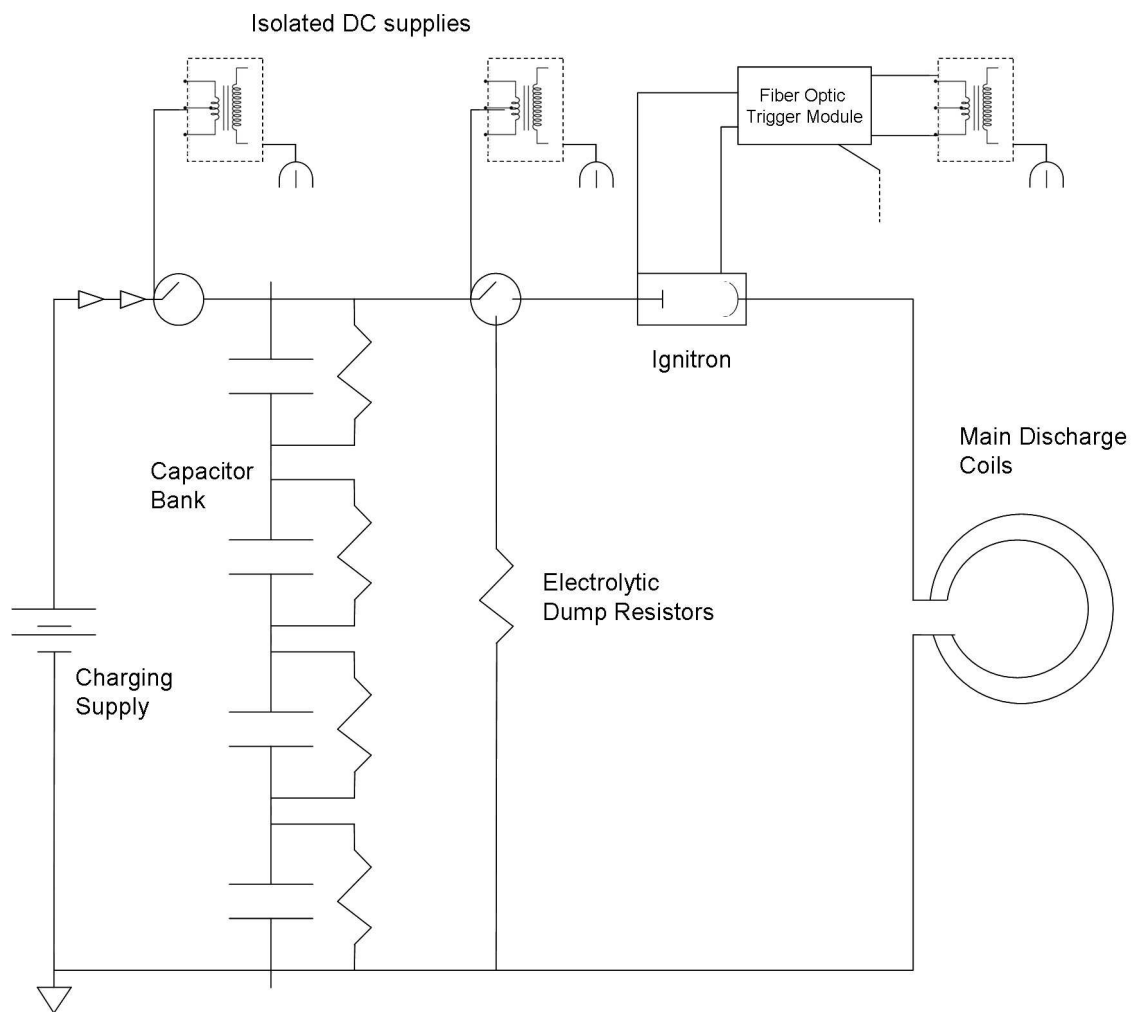 Isolated DC supplies
Fiber Optic
Trigger Module
Ignitron
Main Discharge
Coils
Capacitor
Bank
Electrolytic
Dump Resistors
Charging
Supply